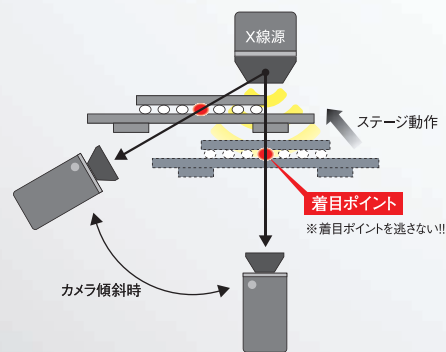 X線源
ステージ動作
着目ポイント
※着目ポイントを逃さない!!
カメラ傾斜時